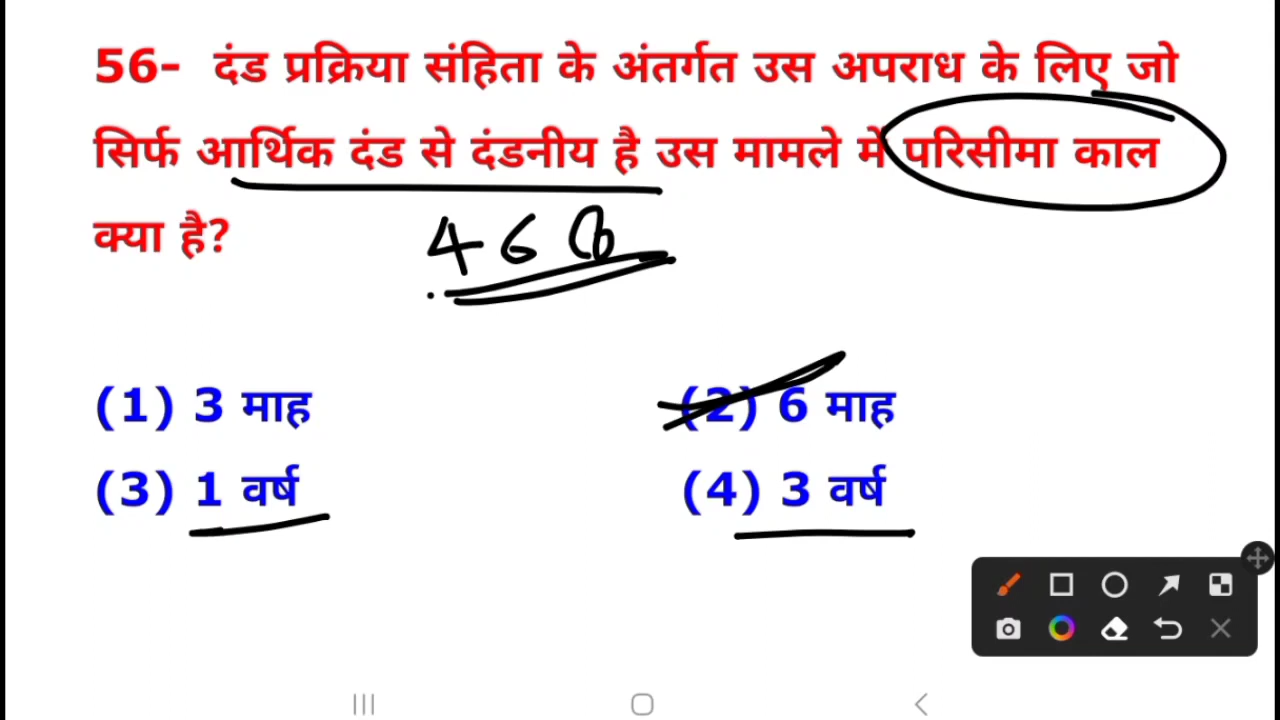 56- दंड प्रक्रिया संहिता के अंतर्गत उस अपराध के लिए जो
सिर्फ आर्थिक दंड से दंडनीय है उस मामले में परिसीमा काल
क्या है?
468
(1) 3 माह
(2) 6 माह
(3) 1 वर्ष
(4) 3 वर्ष